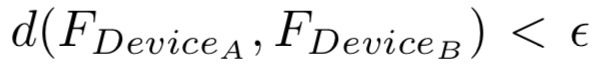 d(F_{Device_A}, F_{Device_B}) < ϵ